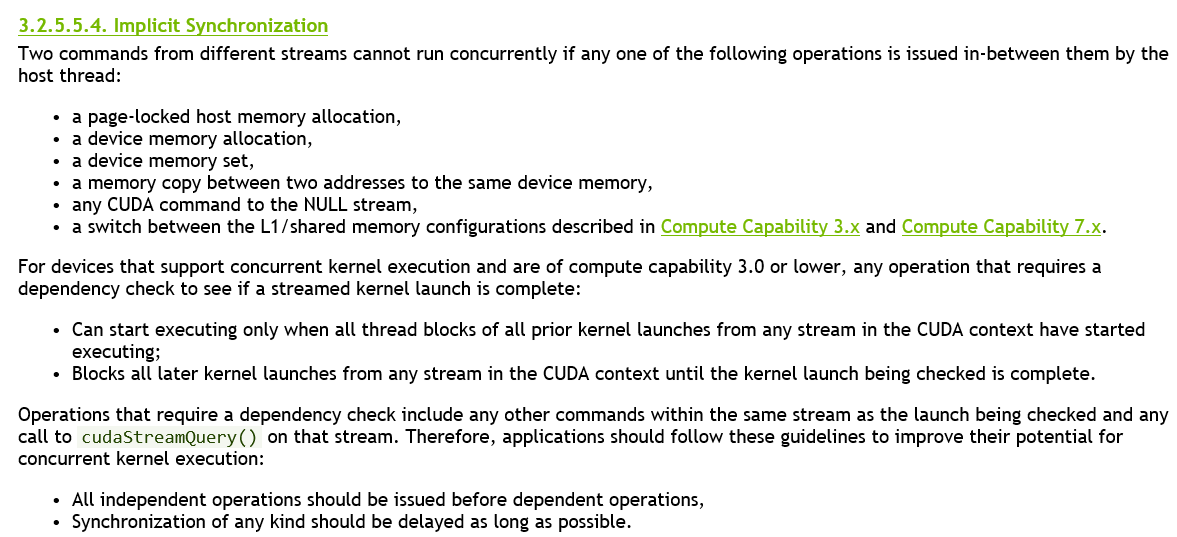 3.2.5.5.4. Implicit Synchronization
Two commands from different streams cannot run concurrently if any one of the following operations is issued in-between them by the
host thread:
• a page-locked host memory allocation,
• a device memory allocation,
• a device memory set,
• a memory copy between two addresses to the same device memory,
• any CUDA command to the NULL stream,
• a switch between the L1/shared memory configurations described in Compute Capability 3.x and Compute Capability 7.x.
For devices that support concurrent kernel execution and are of compute capability 3.0 or lower, any operation that requires a
dependency check to see if a streamed kernel launch is complete:
• Can start executing only when all thread blocks of all prior kernel launches from any stream in the CUDA context have started
executing;
• Blocks all later kernel launches from any stream in the CUDA context until the kernel launch being checked is complete.
Operations that require a dependency check include any other commands within the same stream as the launch being checked and any
call to cudaStreamQuery() on that stream. Therefore, applications should follow these guidelines to improve their potential for
concurrent kernel execution:
• All independent operations should be issued before dependent operations,
• Synchronization of any kind should be delayed as long as possible.